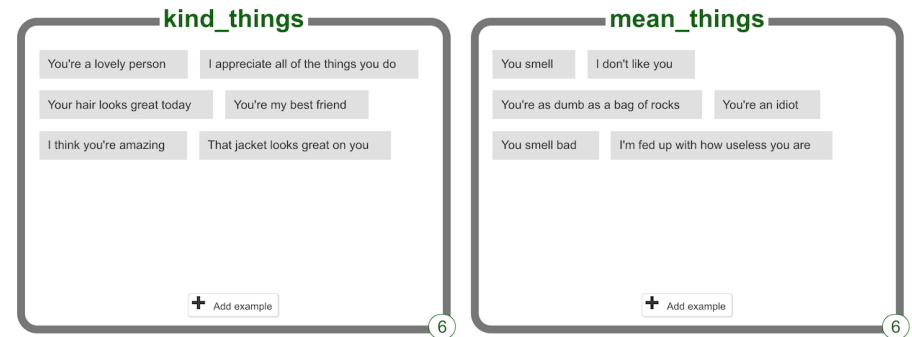 kind_things
You're a lovely person
I appreciate all of the things you do
Your hair looks great today
You're my best friend
I think you're amazing
That jacket looks great on you
Add example
6
mean_things
You smell
I don't like you
You're as dumb as a bag of rocks
You're an idiot
You smell bad
I'm fed up with how useless you are
Add example
6